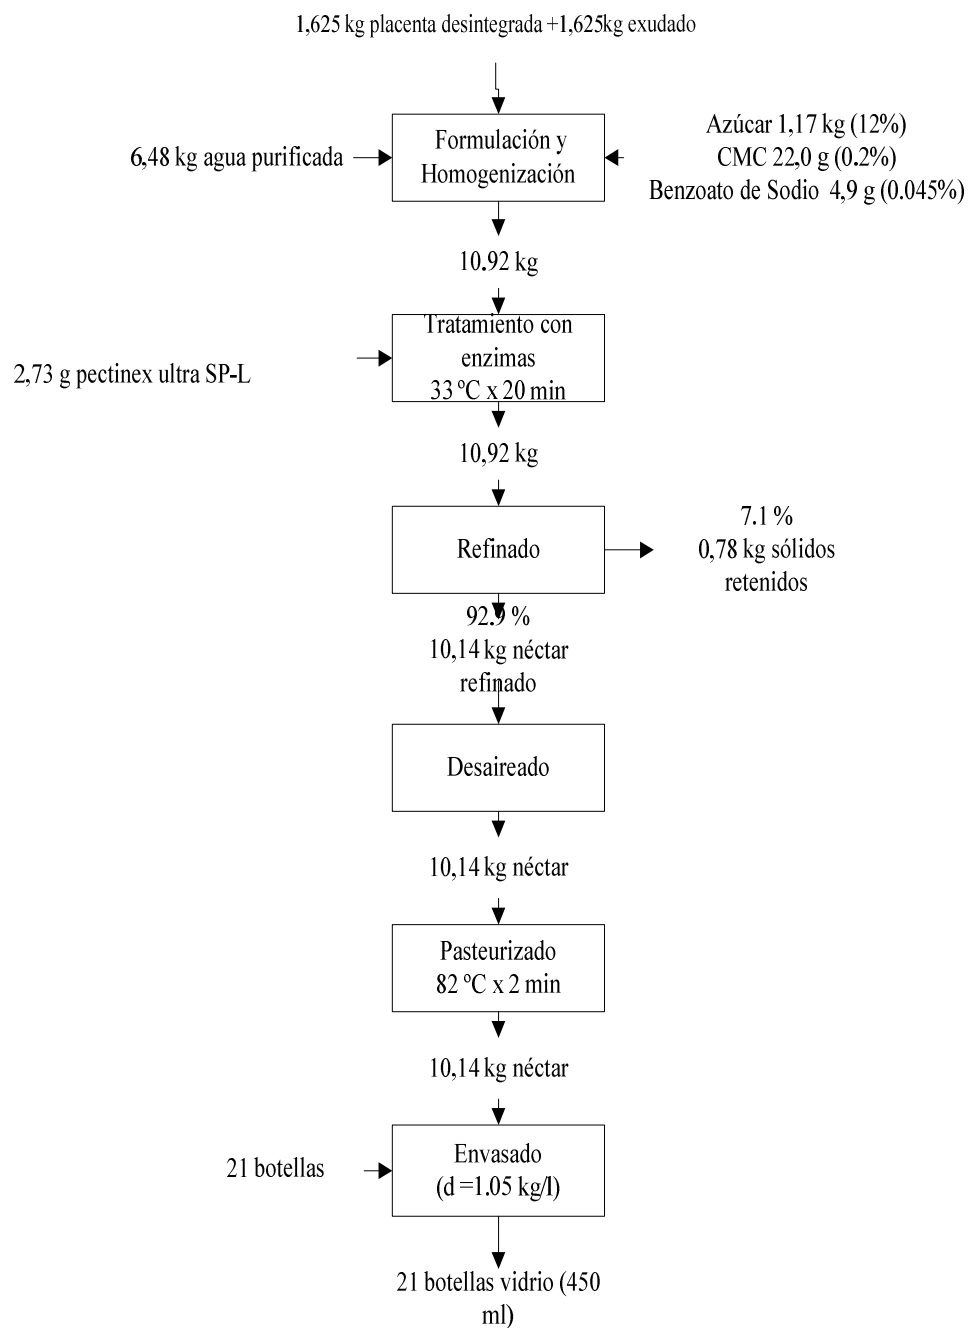 1,625 kg placenta desintegrada +1,625kg exudado
6,48 kg agua purificada
Formulación y
Homogenización
Azúcar 1,17 kg (12%)
CMC 22,0 g (0.2%)
Benzoato de Sodio 4,9 g (0.045%)
10.92 kg
2,73 g pectinex ultra SP-L
Tratamiento con
enzimas
33 ºC x 20 min
10,92 kg
Refinado
7.1 %
0,78 kg sólidos
retenidos
92.9 %
10,14 kg néctar
refinado
Desaireado
10,14 kg néctar
Pasteurizado
82 ºC x 2 min
10,14 kg néctar
21 botellas
Envasado
(d =1.05 kg/l)
21 botellas vidrio (450
ml)